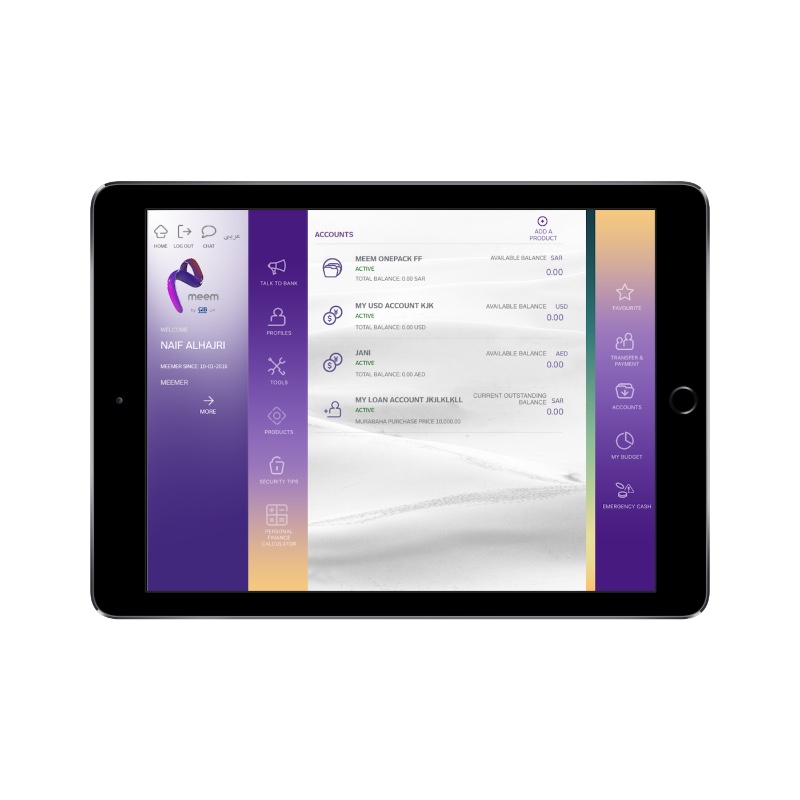 HOME
LOG OUT
CHAT
عربي
meem
by GIB من
WELCOME
NAIF ALHAJRI
MEEMER SINCE: 10-01-2016
MEEMER
MORE
TALK TO BANK
PROFILES
TOOLS
PRODUCTS
SECURITY TIPS
PERSONAL
FINANCE
CALCULATOR
ACCOUNTS
ADD A
PRODUCT
MEEM ONEPACK FF
ACTIVE
TOTAL BALANCE: 0.00 SAR
AVAILABLE BALANCE SAR
0.00
MY USD ACCOUNT KJK
ACTIVE
TOTAL BALANCE: 0.00 USD
AVAILABLE BALANCE USD
0.00
JANI
ACTIVE
TOTAL BALANCE: 0.00 AED
AVAILABLE BALANCE AED
0.00
MY LOAN ACCOUNT JKJLKLKLL
ACTIVE
MURABAHA PURCHASE PRICE 10,000.00
CURRENT OUTSTANDING
BALANCE SAR
0.00
FAVOURITE
TRANSFER &
PAYMENT
ACCOUNTS
MY BUDGET
EMERGENCY CASH